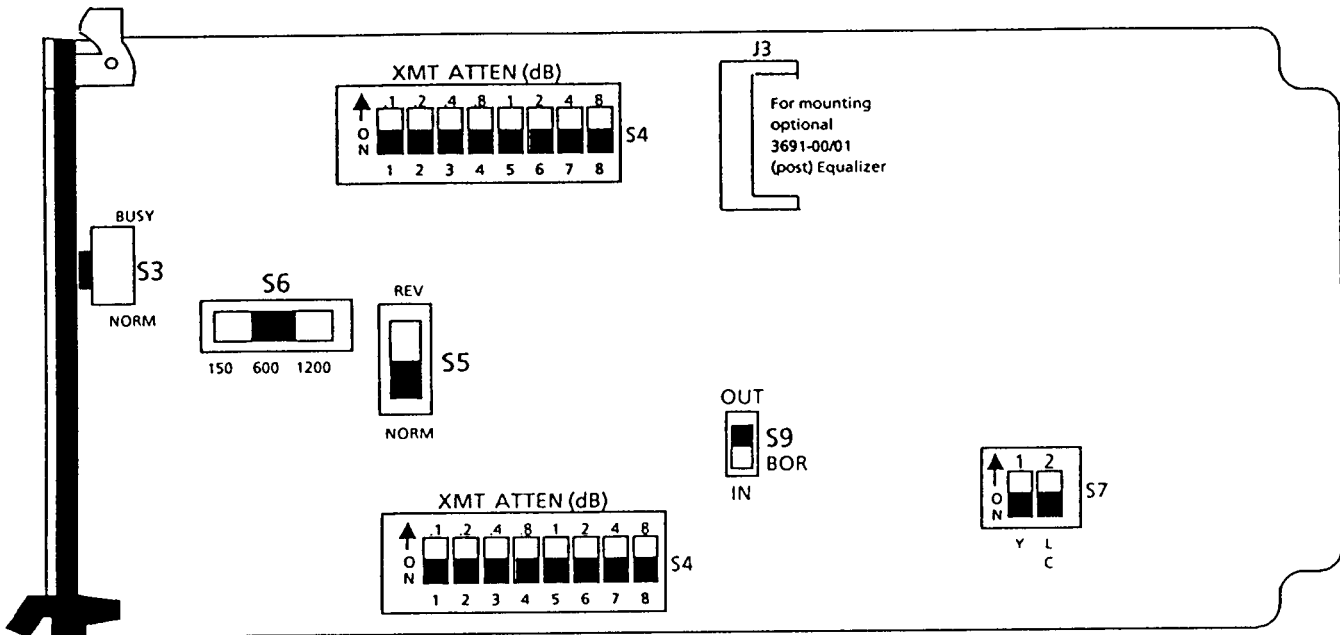 XMT ATTEN (dB)
.1 .2 .4 .8 1 2 4 8
ON
S4
1 2 3 4 5 6 7 8
J3
For mounting
optional
3691-00/01
(post) Equalizer
BUSY
S3
NORM
S6
150 600 1200
REV
S5
NORM
OUT
S9
BOR
IN
1 2
ON
S7
Y L
C
XMT ATTEN (dB)
.1 .2 .4 .8 1 2 4 8
ON
S4
1 2 3 4 5 6 7 8